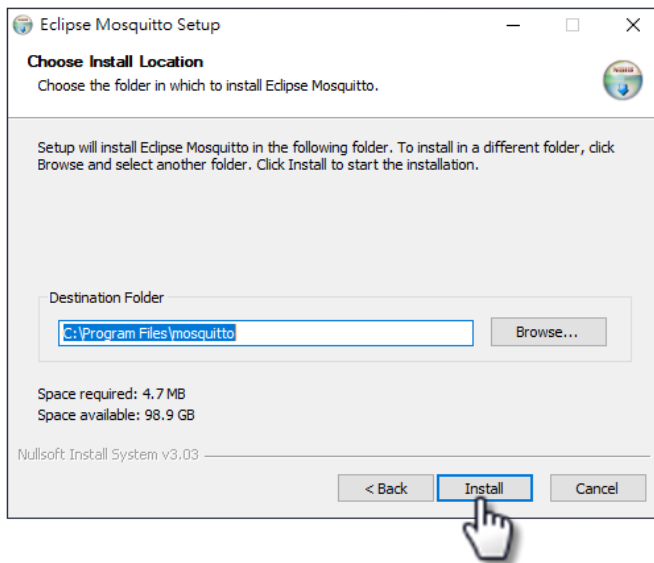 Eclipse Mosquitto Setup
Choose Install Location
Choose the folder in which to install Eclipse Mosquitto.
Setup will install Eclipse Mosquitto in the following folder. To install in a different folder, click
Browse and select another folder. Click Install to start the installation.
Destination Folder
C:\Program Files\mosquitto
Browse...
Space required: 4.7 MB
Space available: 98.9 GB
Nullsoft Install System v3.03
< Back Install Cancel